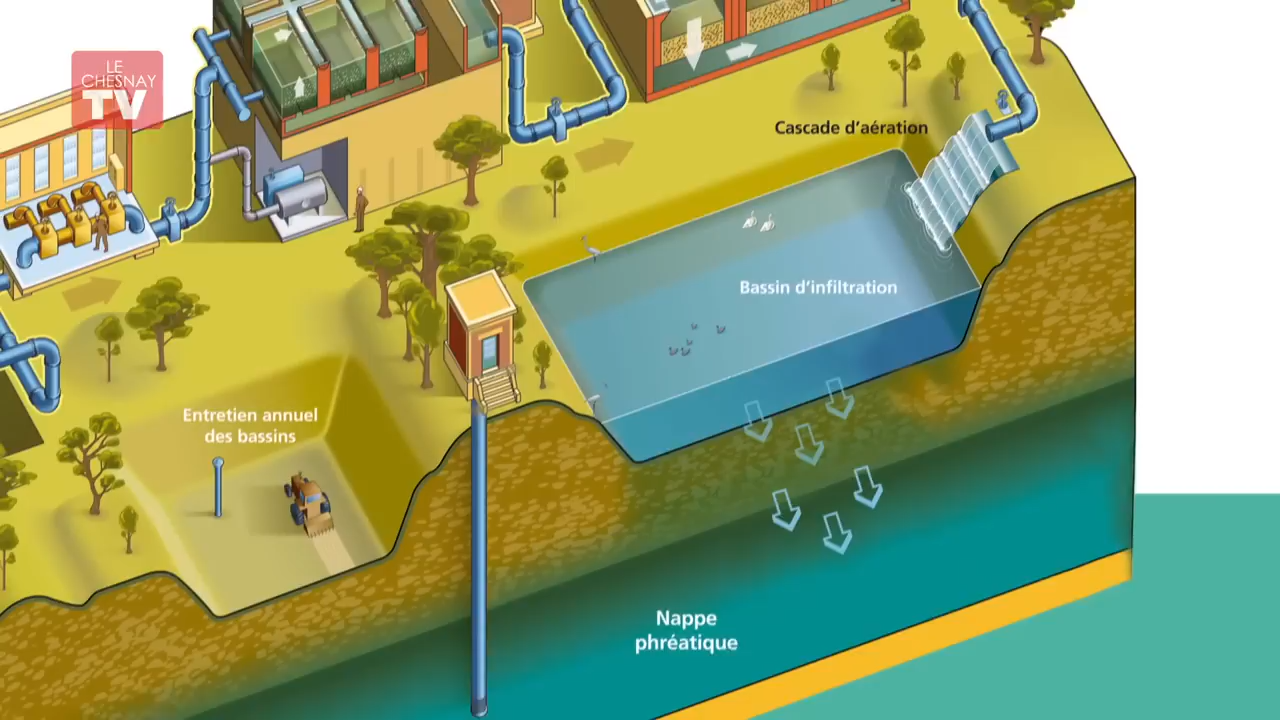 LE
CHESNAY
TV
Cascade d'aération
Bassin d'infiltration
Entretien annuel
des bassins
Nappe
phréatique